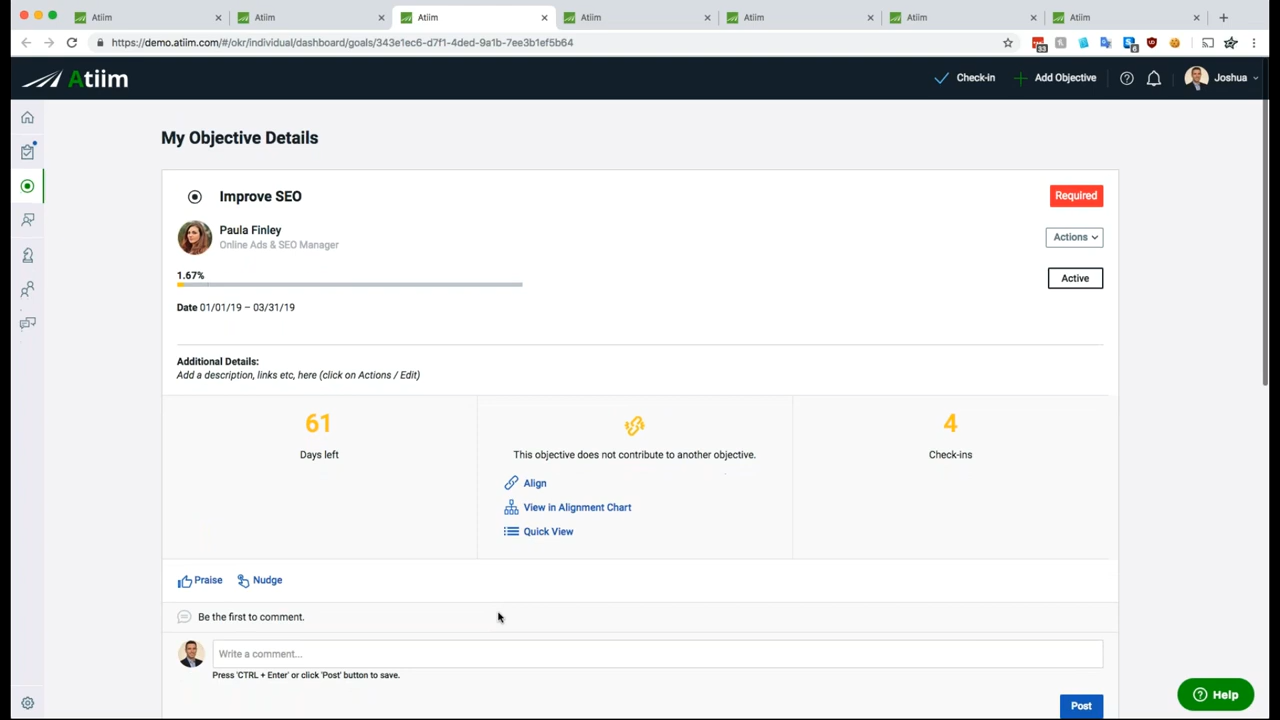 Atiim
Atiim
Atiim
Atiim
Atiim
Atiim
Atiim
https://demo.atiim.com/#/okr/individual/dashboard/goals/343e1ec6-d7f1-4ded-9a1b-7ee3b1ef5b64
33
6
Atiim
Check-in
Add Objective
Joshua
My Objective Details
Improve SEO
Required
Paula Finley
Online Ads & SEO Manager
Actions
1.67%
Active
Date 01/01/19 – 03/31/19
Additional Details:
Add a description, links etc, here (click on Actions / Edit)
61
Days left
This objective does not contribute to another objective.
Align
View in Alignment Chart
Quick View
4
Check-ins
Praise
Nudge
Be the first to comment.
Write a comment...
Press 'CTRL + Enter' or click 'Post' button to save.
Post
Help